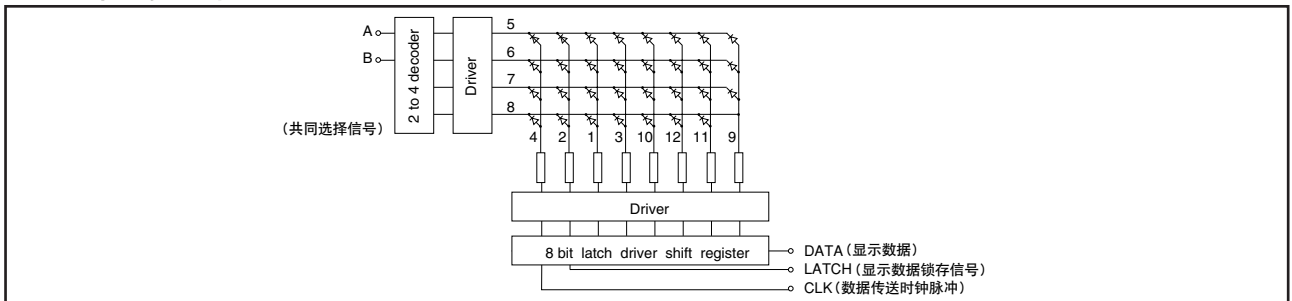 A
B
2 to 4 decoder
Driver
5
6
7
8
(共同选择信号)
4 2 1 3 10 12 11 9
Driver
8 bit latch driver shift register
DATA(显示数据)
LATCH(显示数据锁存信号)
CLK(数据传送时钟脉冲)